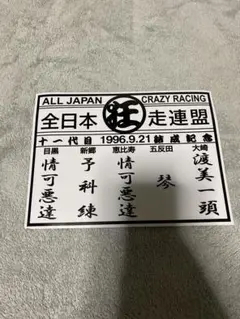 ALL JAPAN CRAZY RACING
全日本 狂 走連盟
十一代目 1996.9.21 結成記念
目黒 新郷 恵比寿 五反田 大崎
情可悪達 予科練 情可悪達 琴 渡美一頭